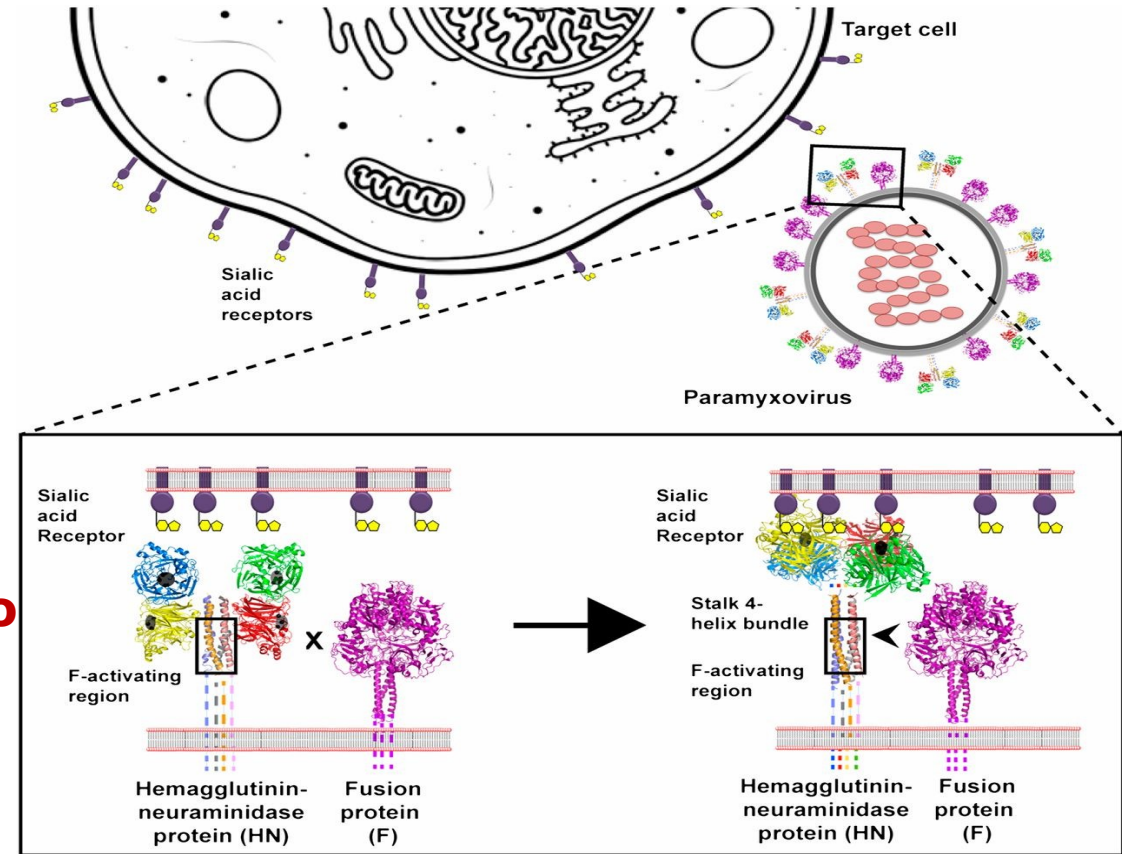 Target cell
Sialic
acid
receptors
Paramyxovirus
Sialic
acid
Receptor
x
F-activating
region
Hemagglutinin-
neuraminidase
protein (HN)
Fusion
protein
(F)
Sialic
acid
Receptor
Stalk 4-
helix bundle
F-activating
region
Hemagglutinin-
neuraminidase
protein (HN)
Fusion
protein
(F)